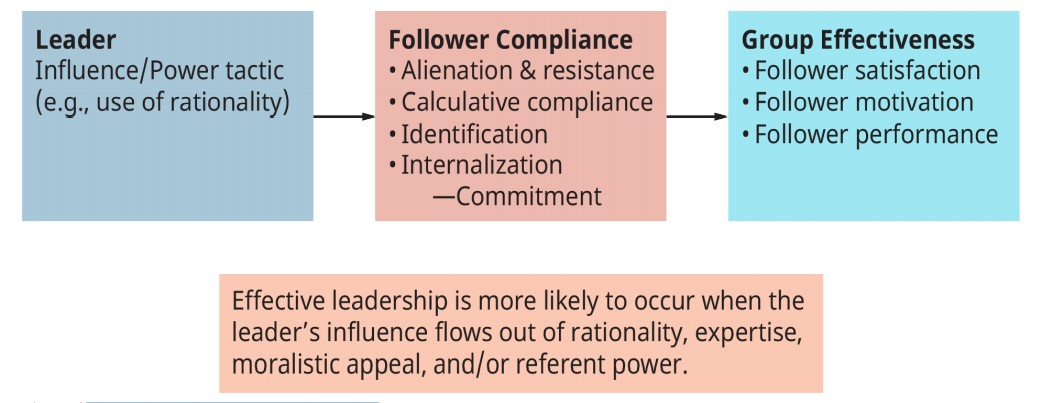 Leader
Influence/Power tactic
(e.g., use of rationality)
Follower Compliance
• Alienation & resistance
• Calculative compliance
• Identification
• Internalization
—Commitment
Group Effectiveness
• Follower satisfaction
• Follower motivation
• Follower performance
Effective leadership is more likely to occur when the
leader’s influence flows out of rationality, expertise,
moralistic appeal, and/or referent power.